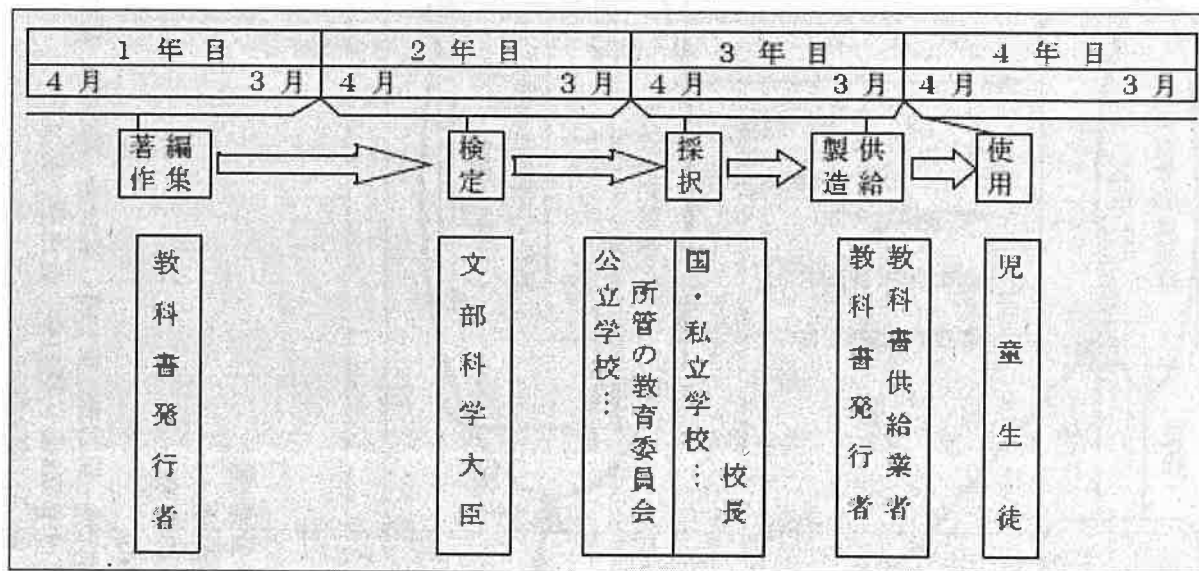 1年目
2年目
3年目
4年目
4月 3月
4月 3月
4月 3月
4月 3月
著作
編集
検定
採択
製造
供給
使用
教科書発行者
文部科学大臣
公立学校…
所管の教育委員会
国・私立学校…
校長
教科書発行者
教科書供給業者
児童生徒